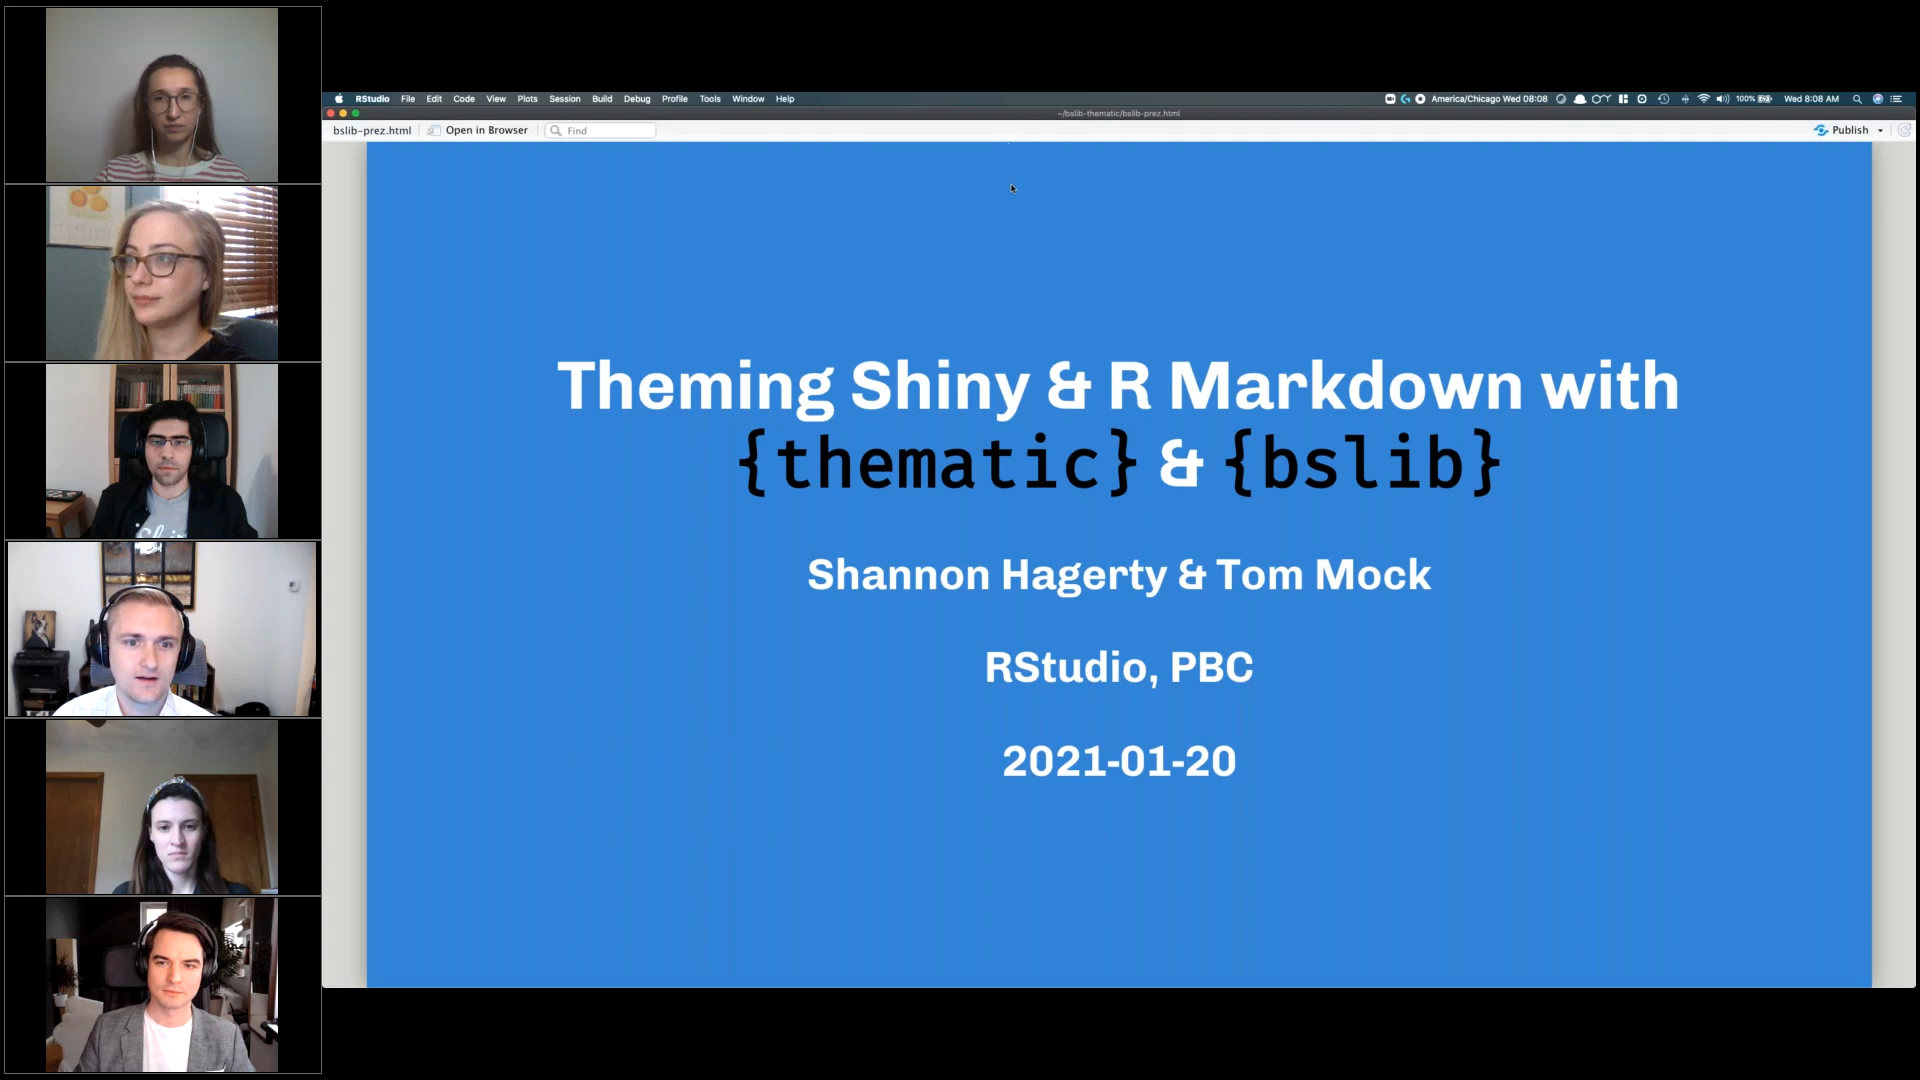 RStudio File Edit Code View Plots Session Build Debug Profile Tools Window Help America/Chicago Wed 08:08 100% Wed 8:08 AM
~/bslib-thematic/bslib-prez.html
bslib-prez.html Open in Browser Find Publish
Theming Shiny & R Markdown with
{thematic} & {bslib}
Shannon Hagerty & Tom Mock
RStudio, PBC
2021-01-20